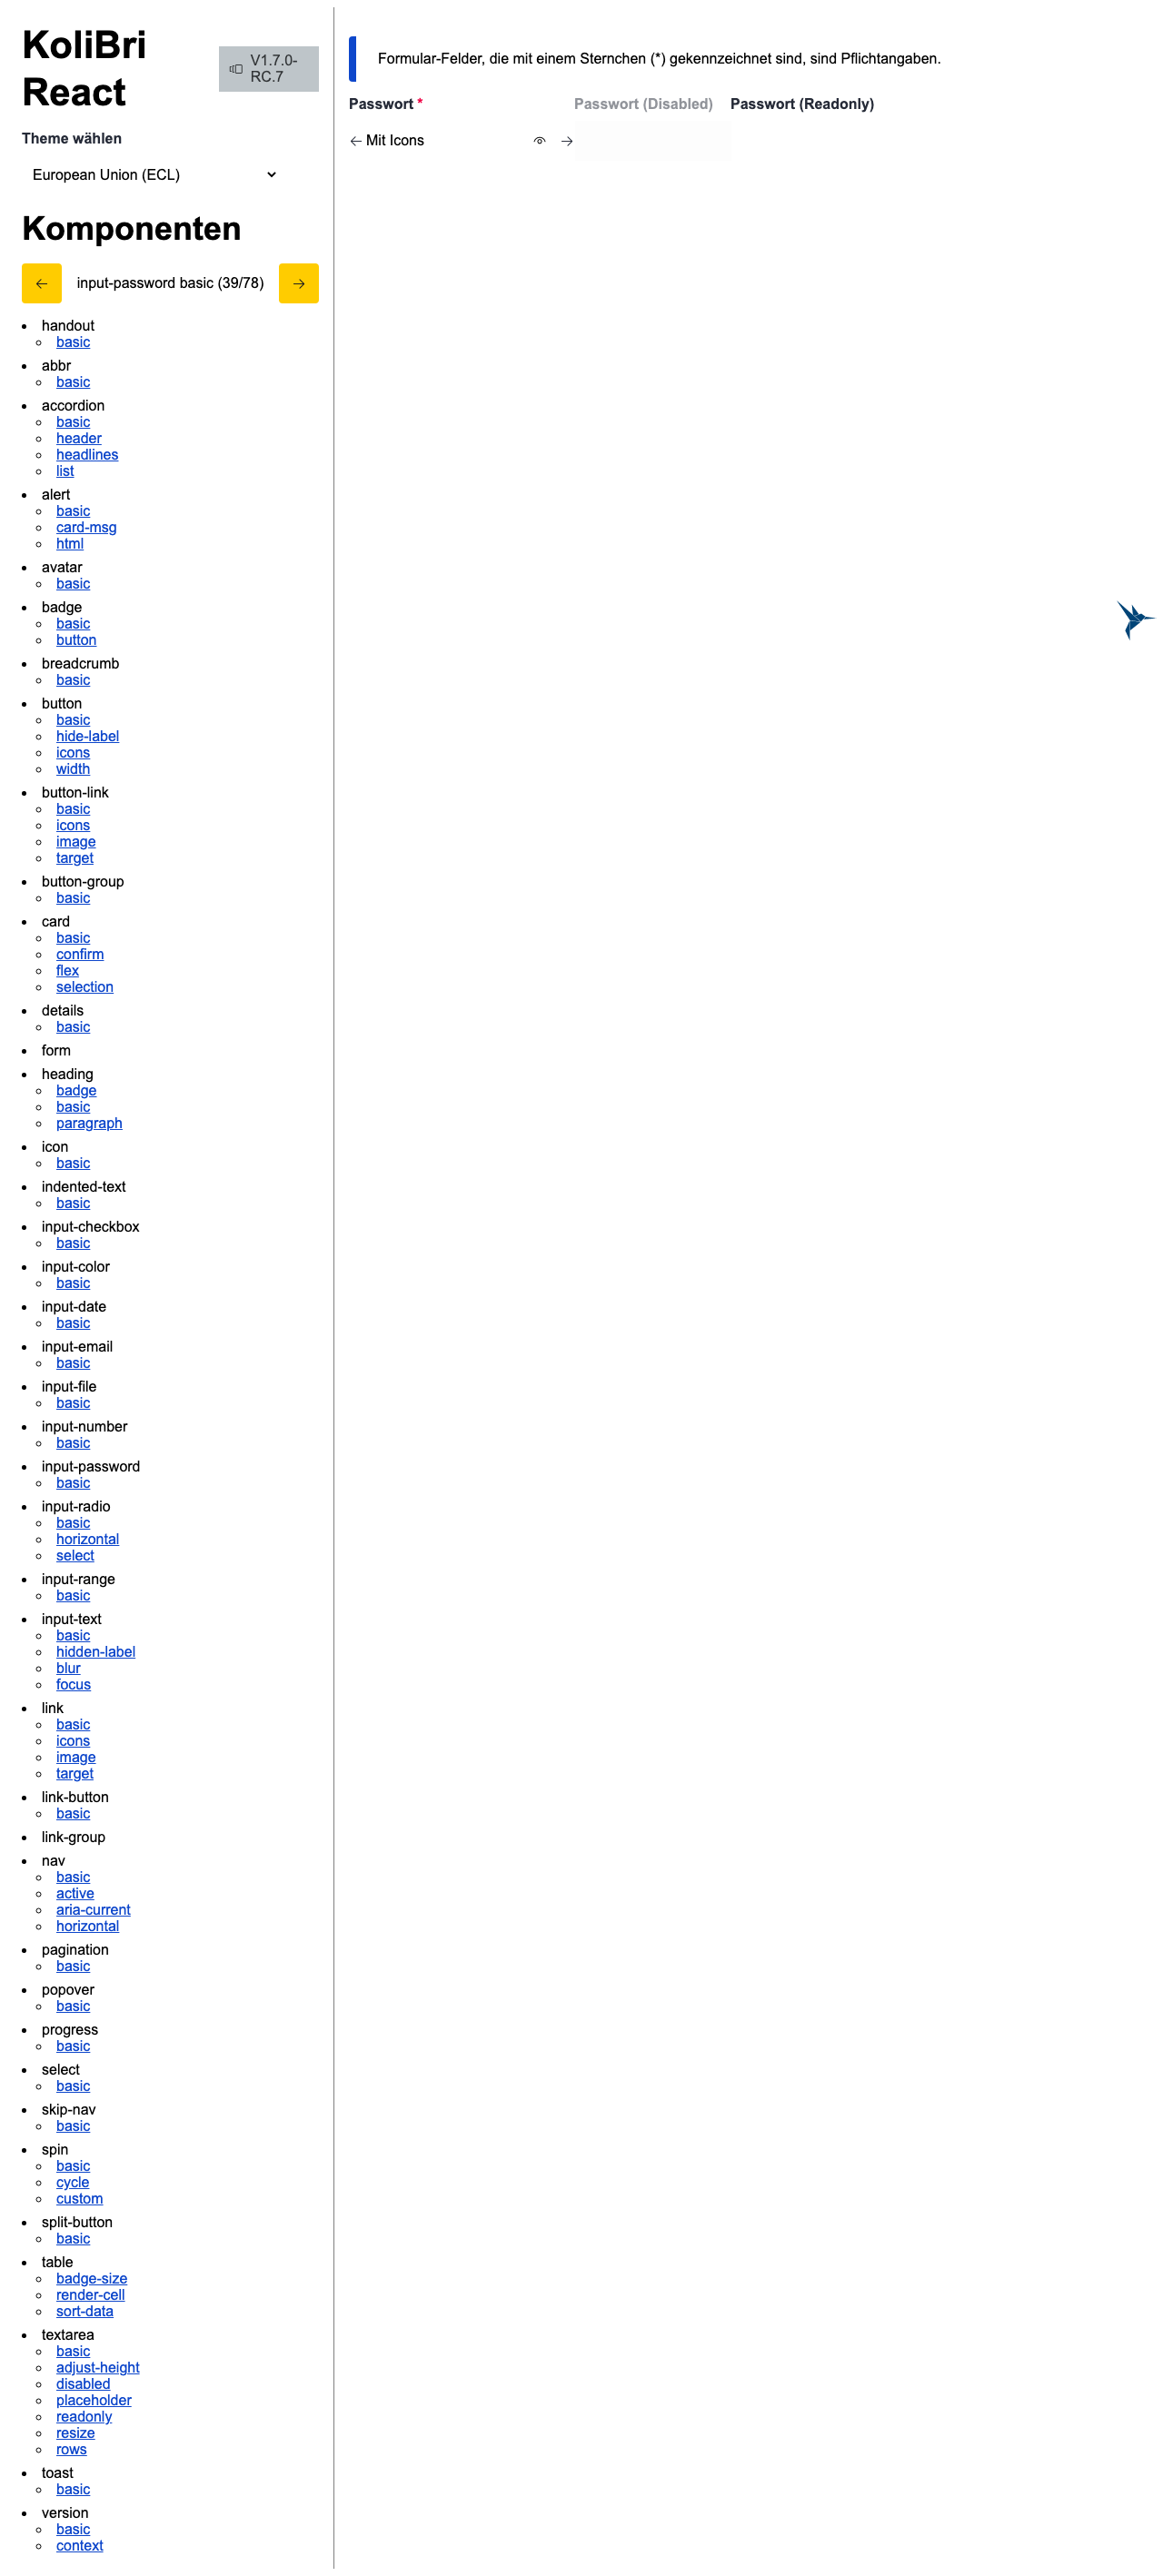 KoliBri
React
V1.7.0-
RC.7
Theme wählen
European Union (ECL)
Komponenten
input-password basic (39/78)
handout
basic
abbr
basic
accordion
basic
header
headlines
list
alert
basic
card-msg
html
avatar
basic
badge
basic
button
breadcrumb
basic
button
basic
hide-label
icons
width
button-link
basic
icons
image
target
button-group
basic
card
basic
confirm
flex
selection
details
basic
form
heading
badge
basic
paragraph
icon
basic
indented-text
basic
input-checkbox
basic
input-color
basic
input-date
basic
input-email
basic
input-file
basic
input-number
basic
input-password
basic
input-radio
basic
horizontal
select
input-range
basic
input-text
basic
hidden-label
blur
focus
link
basic
icons
image
target
link-button
basic
link-group
nav
basic
active
aria-current
horizontal
pagination
basic
popover
basic
progress
basic
select
basic
skip-nav
basic
spin
basic
cycle
custom
split-button
basic
table
badge-size
render-cell
sort-data
textarea
basic
adjust-height
disabled
placeholder
readonly
resize
rows
toast
basic
version
basic
context
Formular-Felder, die mit einem Sternchen (*) gekennzeichnet sind, sind Pflichtangaben.
Passwort * Passwort (Disabled) Passwort (Readonly)
Mit Icons